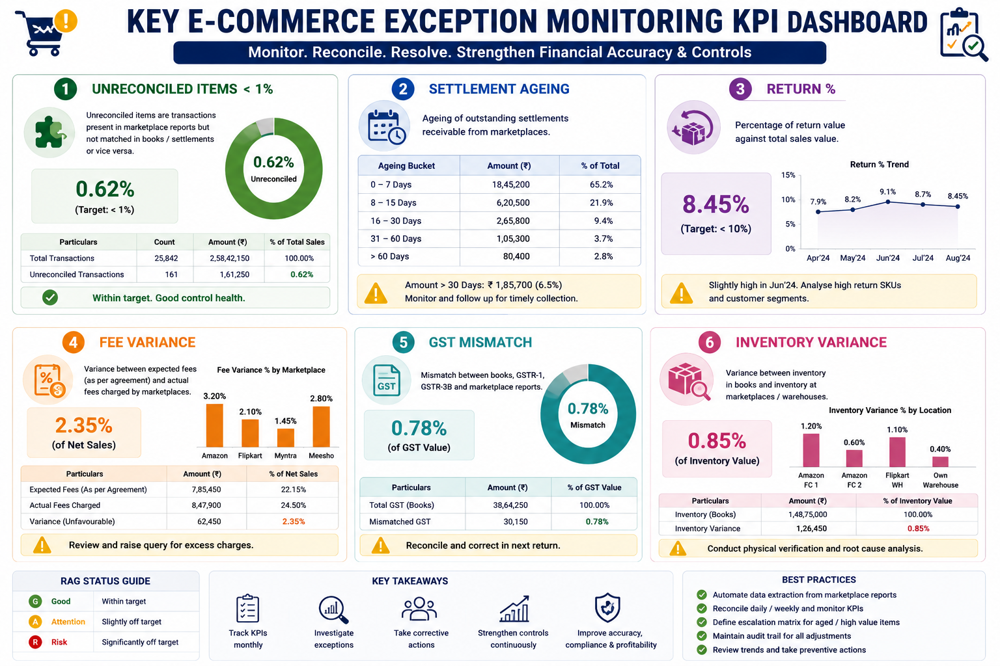 KEY E-COMMERCE EXCEPTION MONITORING KPI DASHBOARD
Monitor. Reconcile. Resolve. Strengthen Financial Accuracy & Controls
1 UNRECONCILED ITEMS < 1%
Unreconciled items are transactions
present in marketplace reports but
not matched in books / settlements
or vice versa.
0.62%
(Target: < 1%)
0.62%
Unreconciled
Particulars Count Amount (₹) % of Total Sales
Total Transactions 25,842 2,58,42,150 100.00%
Unreconciled Transactions 161 1,61,250 0.62%
Within target. Good control health.
2 SETTLEMENT AGEING
Ageing of outstanding settlements
receivable from marketplaces.
Ageing Bucket Amount (₹) % of Total
0 – 7 Days 18,45,200 65.2%
8 – 15 Days 6,20,500 21.9%
16 – 30 Days 2,65,800 9.4%
31 – 60 Days 1,05,300 3.7%
> 60 Days 80,400 2.8%
Amount > 30 Days: ₹ 1,85,700 (6.5%)
Monitor and follow up for timely collection.
3 RETURN %
Percentage of return value
against total sales value.
8.45%
(Target: < 10%)
Return % Trend
15%
10%
5%
0%
7.9% 8.2% 9.1% 8.7% 8.45%
Apr'24 May'24 Jun'24 Jul'24 Aug'24
Slightly high in Jun'24. Analyse high return SKUs
and customer segments.
4 FEE VARIANCE
Variance between expected fees
(as per agreement) and actual
fees charged by marketplaces.
%
$
2.35%
(of Net Sales)
Fee Variance % by Marketplace
3.20% 2.10% 1.45% 2.80%
Amazon Flipkart Myntra Meesho
Particulars Amount (₹) % of Net Sales
Expected Fees (As per Agreement) 7,85,450 22.15%
Actual Fees Charged 8,47,900 24.50%
Variance (Unfavourable) 62,450 2.35%
Review and raise query for excess charges.
5 GST MISMATCH
GST
Mismatch between books, GSTR-1,
GSTR-3B and marketplace reports.
0.78%
(of GST Value)
0.78%
Mismatch
Particulars Amount (₹) % of GST Value
Total GST (Books) 38,64,250 100.00%
Mismatched GST 30,150 0.78%
Reconcile and correct in next return.
6 INVENTORY VARIANCE
Variance between inventory
in books and inventory at
marketplaces / warehouses.
0.85%
(of Inventory Value)
Inventory Variance % by Location
1.20% 0.60% 1.10% 0.40%
Amazon Amazon Flipkart Own
FC 1 FC 2 WH Warehouse
Particulars Amount (₹) % of Inventory Value
Inventory (Books) 1,48,75,000 100.00%
Inventory Variance 1,26,450 0.85%
Conduct physical verification and root cause analysis.
RAG STATUS GUIDE
G Good Within target
A Attention Slightly off target
R Risk Significantly off target
KEY TAKEAWAYS
Track KPIs
monthly
Investigate
exceptions
Take corrective
actions
Strengthen controls
continuously
Improve accuracy,
compliance & profitability
BEST PRACTICES
Automate data extraction from marketplace reports
Reconcile daily / weekly and monitor KPIs
Define escalation matrix for aged / high value items
Maintain audit trail for all adjustments
Review trends and take preventive actions